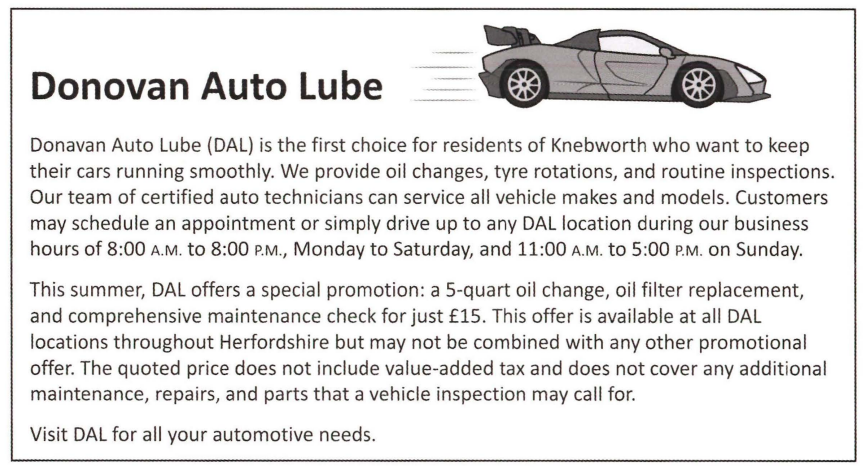 Donovan Auto Lube
Donavan Auto Lube (DAL) is the first choice for residents of Knebworth who want to keep
their cars running smoothly. We provide oil changes, tyre rotations, and routine inspections.
Our team of certified auto technicians can service all vehicle makes and models. Customers
may schedule an appointment or simply drive up to any DAL location during our business
hours of 8:00 A.M. to 8:00 P.M., Monday to Saturday, and 11:00 A.M. to 5:00 P.M. on Sunday.
This summer, DAL offers a special promotion: a 5-quart oil change, oil filter replacement,
and comprehensive maintenance check for just £15. This offer is available at all DAL
locations throughout Herfordshire but may not be combined with any other promotional
offer. The quoted price does not include value-added tax and does not cover any additional
maintenance, repairs, and parts that a vehicle inspection may call for.
Visit DAL for all your automotive needs.